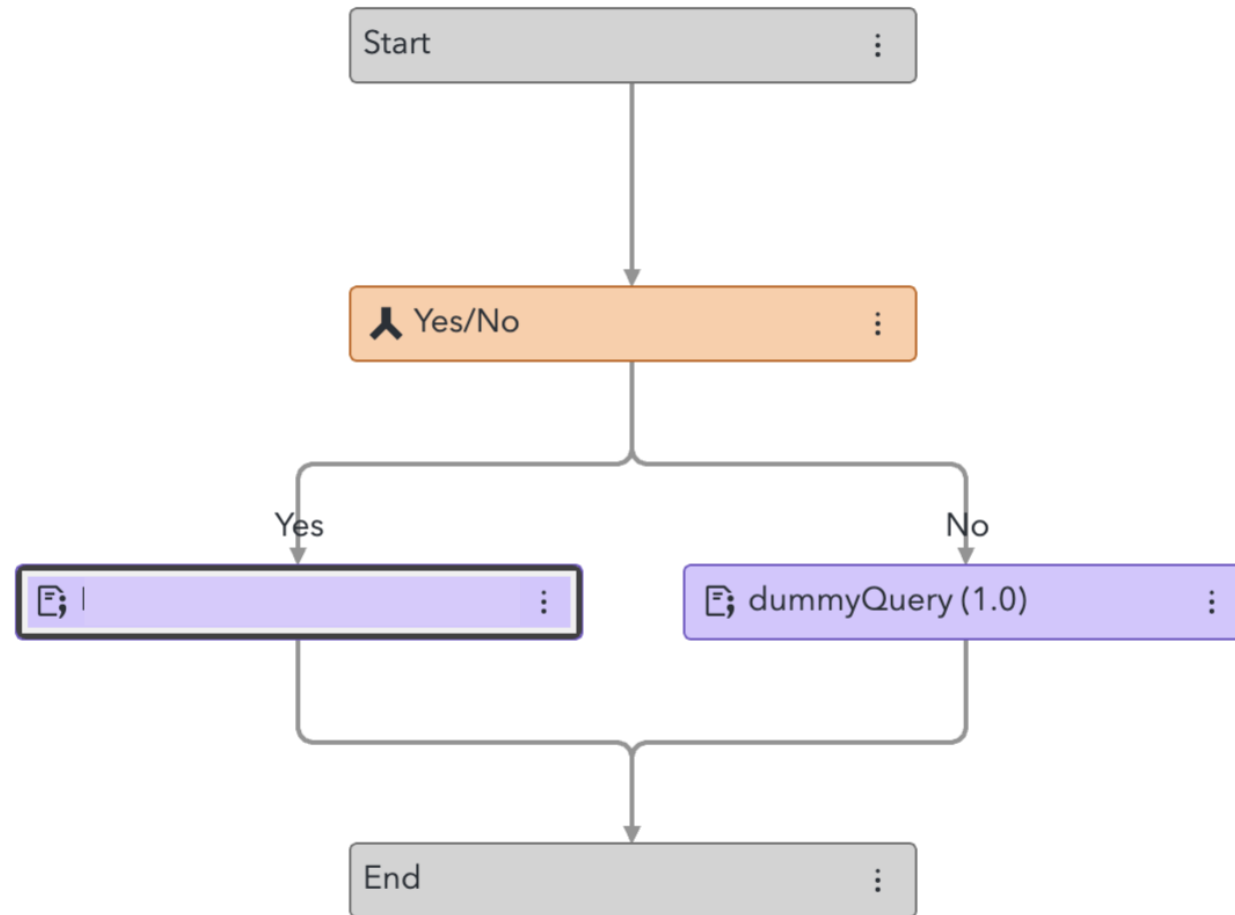 Start
Yes/No
Yes
No
dummyQuery (1.0)
End